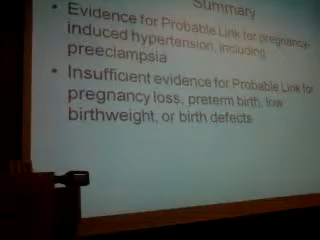 Summary
• Evidence for Probable Link for pregnancy-
induced hypertension, including
preeclampsia
• Insufficient evidence for Probable Link for
pregnancy loss, preterm birth, low
birthweight, or birth defects